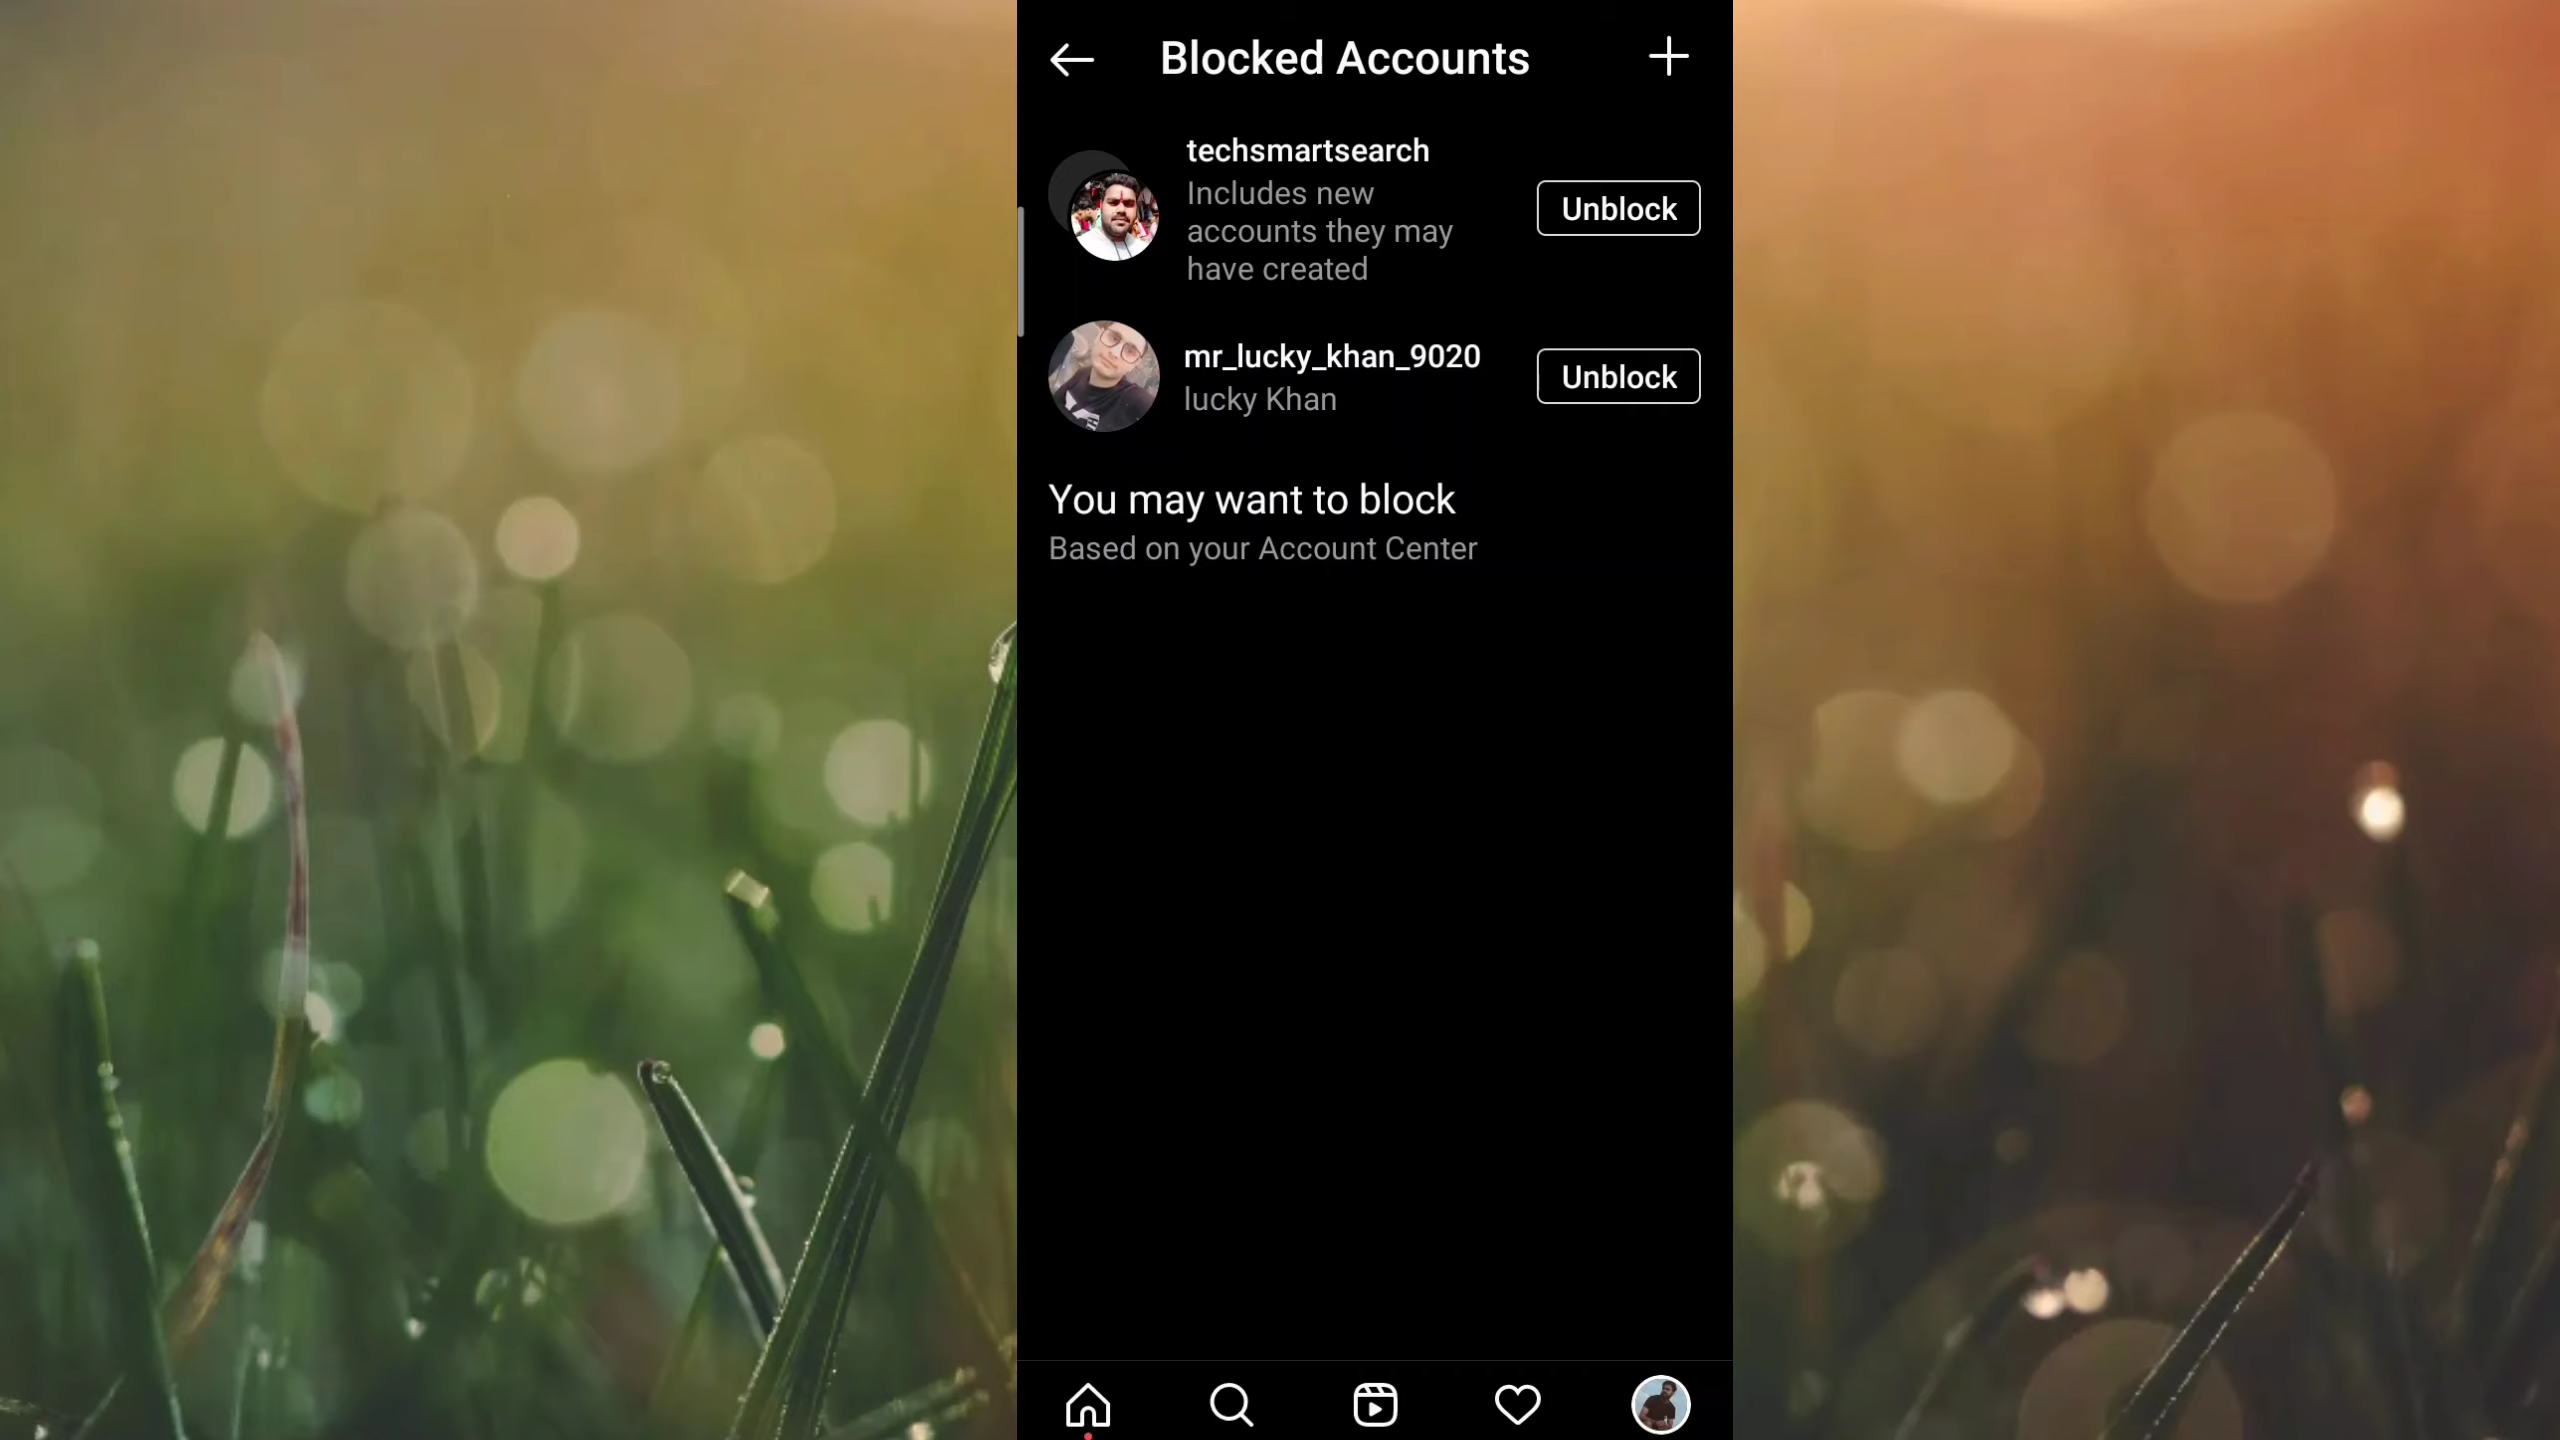 Blocked Accounts
techsmartsearch
Includes new
accounts they may
have created
Unblock
mr_lucky_khan_9020
lucky Khan
Unblock
You may want to block
Based on your Account Center